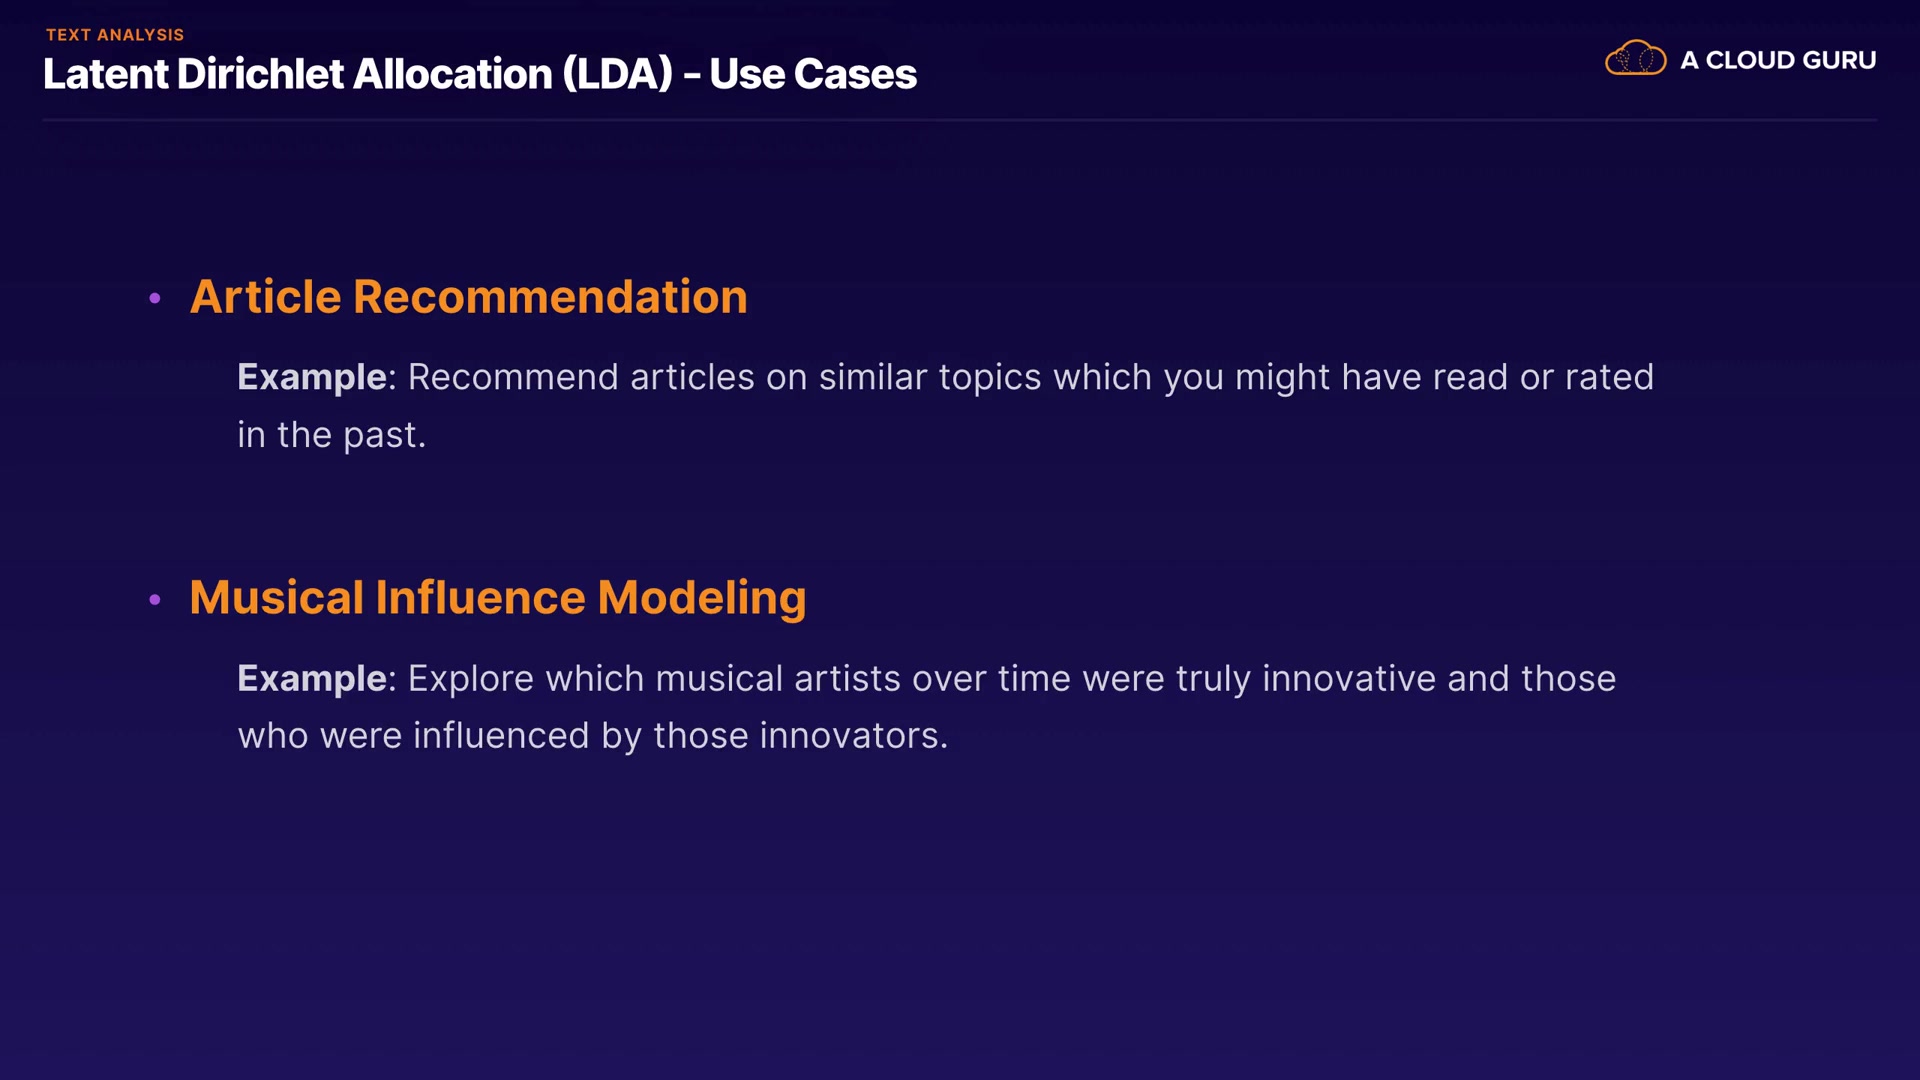 TEXT ANALYSIS
Latent Dirichlet Allocation (LDA) – Use Cases
A CLOUD GURU
• Article Recommendation
Example: Recommend articles on similar topics which you might have read or rated
in the past.
• Musical Influence Modeling
Example: Explore which musical artists over time were truly innovative and those
who were influenced by those innovators.